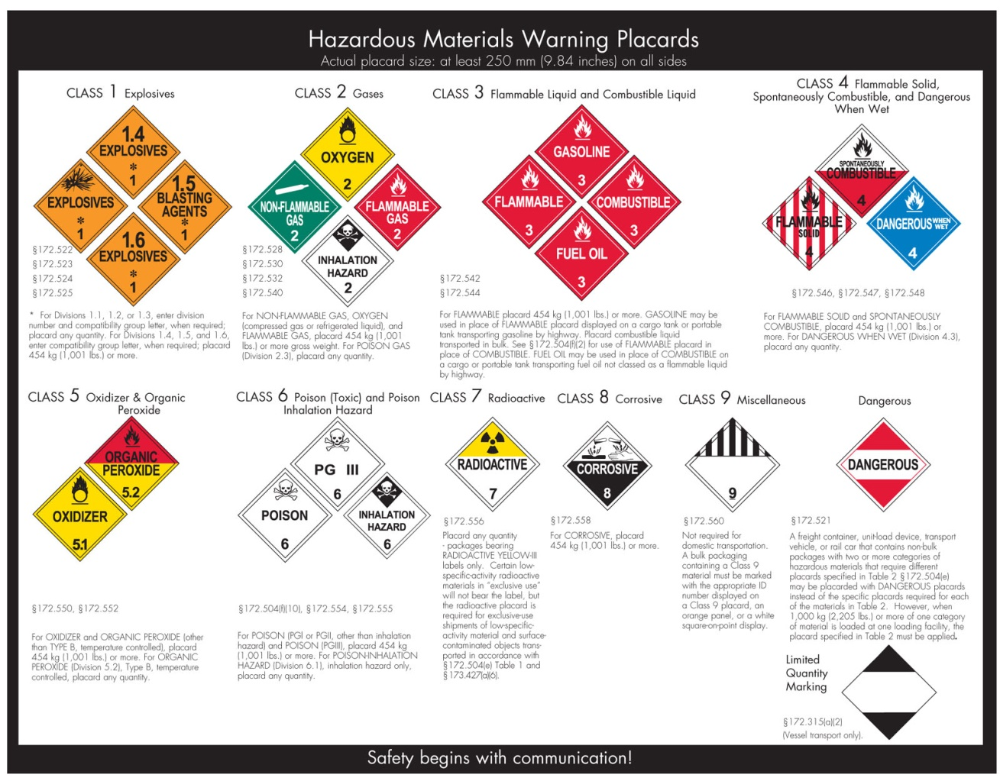 Hazardous Materials Warning Placards
Actual placard size: at least 250 mm (9.84 inches) on all sides
CLASS 1 Explosives
1.4
EXPLOSIVES
*
1
EXPLOSIVES
*
1
1.5
BLASTING
AGENTS
*
1
1.6
EXPLOSIVES
*
1
§172.522
§172.523
§172.524
§172.525
* For Divisions 1.1, 1.2, or 1.3, enter division
number and compatibility group letter, when required;
placard any quantity. For Divisions 1.4, 1.5, and 1.6,
enter compatibility group letter, when required; placard
454 kg (1,001 lbs.) or more.
CLASS 2 Gases
OXYGEN
2
NON-FLAMMABLE
GAS
2
FLAMMABLE
GAS
2
INHALATION
HAZARD
2
§172.528
§172.530
§172.532
§172.540
For NON-FLAMMABLE GAS, OXYGEN
(compressed gas or refrigerated liquid), and
FLAMMABLE GAS, placard 454 kg (1,001
lbs.) or more gross weight. For POISON GAS
(Division 2.3), placard any quantity.
CLASS 3 Flammable Liquid and Combustible Liquid
GASOLINE
3
FLAMMABLE
3
COMBUSTIBLE
3
FUEL OIL
3
§172.542
§172.544
For FLAMMABLE placard 454 kg (1,001 lbs.) or more. GASOLINE may be
used in place of FLAMMABLE placard displayed on a cargo tank or portable
tank transporting gasoline by highway. Placard combustible liquid
transported in bulk. See §172.504(f)(2) for use of FLAMMABLE placard in
place of COMBUSTIBLE. FUEL OIL may be used in place of COMBUSTIBLE on
a cargo or portable tank transporting fuel oil not classed as a flammable liquid
by highway.
CLASS 4 Flammable Solid,
Spontaneously Combustible, and Dangerous
When Wet
SPONTANEOUSLY
COMBUSTIBLE
4
FLAMMABLE
SOLID
4
DANGEROUS WHEN
WET
4
§172.546, §172.547, §172.548
For FLAMMABLE SOLID and SPONTANEOUSLY
COMBUSTIBLE, placard 454 kg (1,001 lbs.) or
more. For DANGEROUS WHEN WET (Division 4.3),
placard any quantity.
CLASS 5 Oxidizer & Organic
Peroxide
ORGANIC
PEROXIDE
5.2
OXIDIZER
5.1
§172.550, §172.552
For OXIDIZER and ORGANIC PEROXIDE (other
than TYPE B, temperature controlled), placard
454 kg (1,001 lbs.) or more. For ORGANIC
PEROXIDE (Division 5.2), Type B, temperature
controlled, placard any quantity.
CLASS 6 Poison (Toxic) and Poison
Inhalation Hazard
PG III
6
POISON
6
INHALATION
HAZARD
6
§172.504(f)(10), §172.554, §172.555
For POISON (PGI or PGII, other than inhalation
hazard) and POISON (PGIII), placard 454 kg
(1,001 lbs.) or more. For POISON-INHALATION
HAZARD (Division 6.1), inhalation hazard only,
placard any quantity.
CLASS 7 Radioactive
RADIOACTIVE
7
§172.556
Placard any quantity
- packages bearing
RADIOACTIVE YELLOW-III
labels only. Certain low-
specific-activity radioactive
materials in “exclusive use”
will not bear the label, but
the radioactive placard is
required for exclusive-use
shipments of low-specific-
activity material and surface-
contaminated objects trans-
ported in accordance with
§172.504(e) Table 1 and
§173.427(a)(6).
CLASS 8 Corrosive
CORROSIVE
8
§172.558
For CORROSIVE, placard
454 kg (1,001 lbs.) or more.
CLASS 9 Miscellaneous
9
§172.560
Not required for
domestic transportation.
A bulk packaging
containing a Class 9
material must be marked
with the appropriate ID
number displayed on
a Class 9 placard, an
orange panel, or a white
square-on-point display.
Dangerous
DANGEROUS
§172.521
A freight container, unit-load device, transport
vehicle, or rail car that contains non-bulk
packages with two or more categories of
hazardous materials that require different
placards specified in Table 2 §172.504(e)
may be placarded with DANGEROUS placards
instead of the specific placards required for each
of the materials in Table 2. However, when
1,000 kg (2,205 lbs.) or more of one category
of material is loaded at one loading facility, the
placard specified in Table 2 must be applied.
Limited
Quantity
Marking
§172.315(a)(2)
(Vessel transport only).
Safety begins with communication!